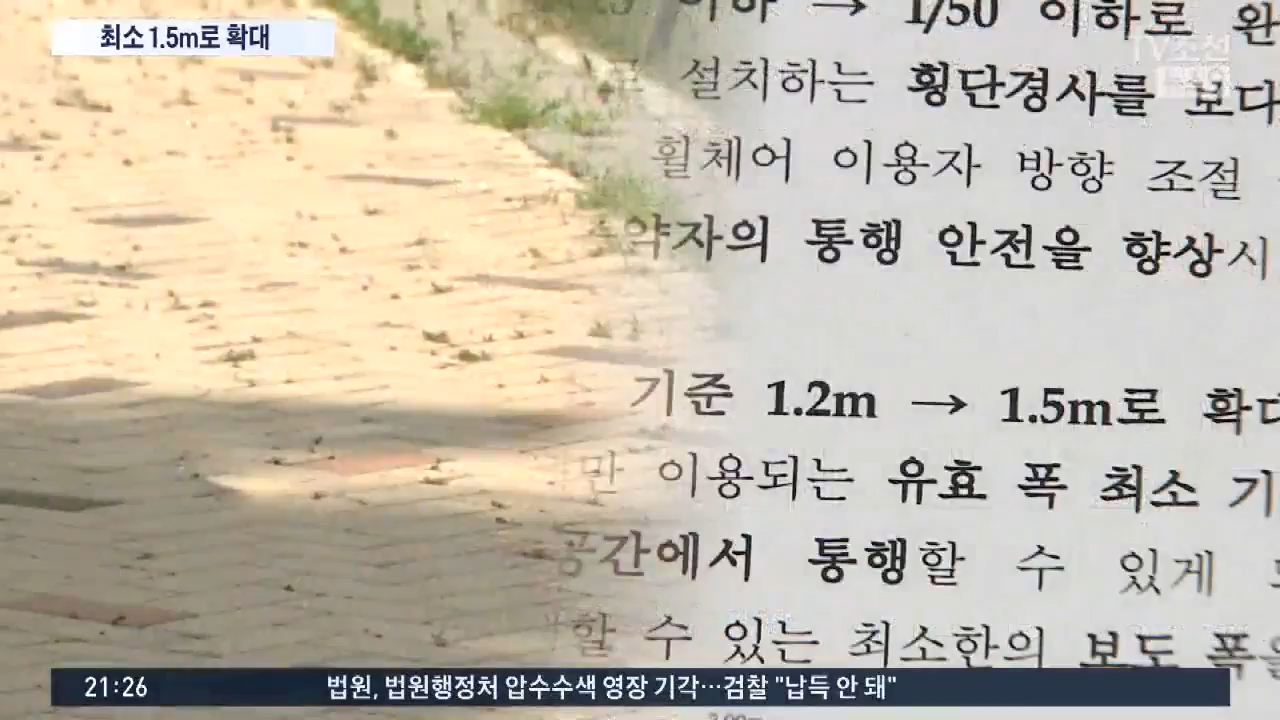 최소 1.5m로 확대
TV조선
이하 → 1/50 이하로 완
설치하는 횡단경사를 보다
휠체어 이용자 방향 조절
약자의 통행 안전을 향상시
기준 1.2m → 1.5m로 확대
만 이용되는 유효 폭 최소 기
공간에서 통행할 수 있게
할 수 있는 최소한의 보도 폭을
21:26 법원, 법원행정처 압수수색 영장 기각…검찰 "납득 안 돼"